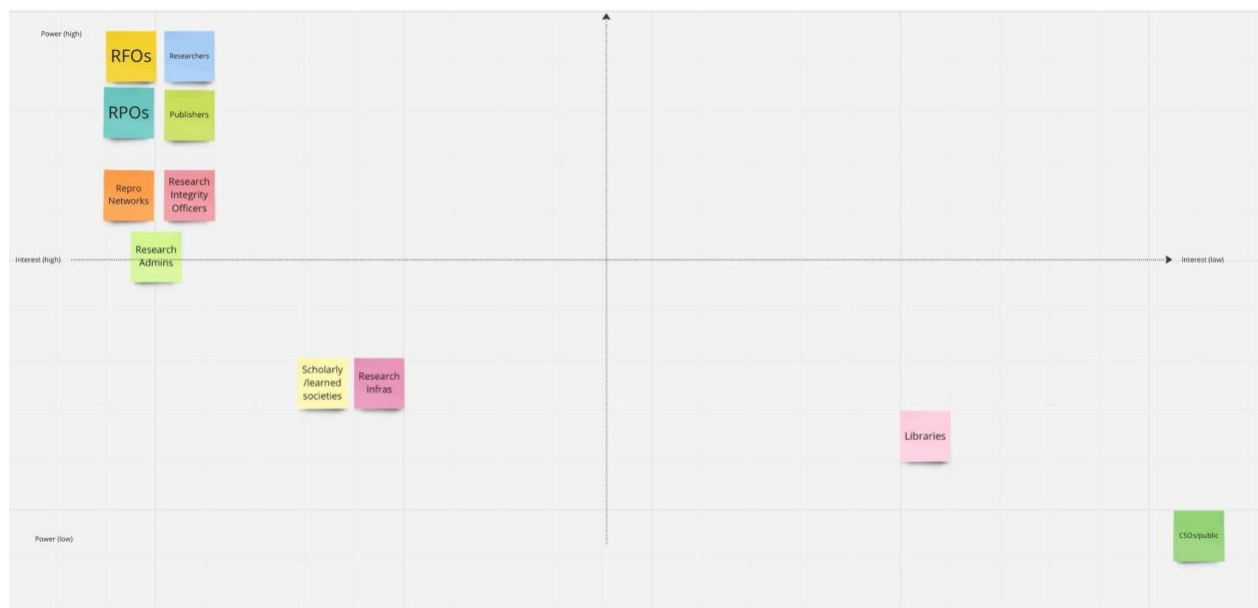 Power (high)
RFOs
Researchers
RPOs
Publishers
Repro
Networks
Research
Integrity
Officers
Research
Admins
Interest (high)
Interest (low)
Scholarly
/learned
societies
Research
Infras
Libraries
CSOs/public
Power (low)